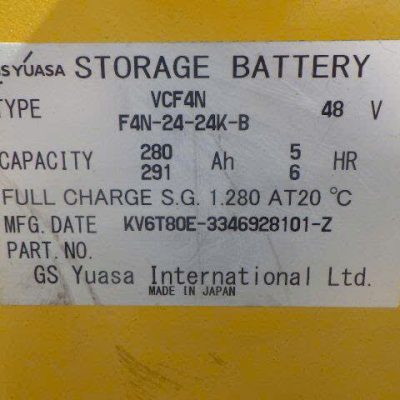 GS YUASA STORAGE BATTERY
TYPE VCF4N 48 V
F4N-24-24K-B
CAPACITY 280 Ah 5 HR
291 6
FULL CHARGE S.G. 1.280 AT20 ℃
MFG. DATE KV6T80E-3346928101-Z
PART. NO.
GS Yuasa International Ltd.
MADE IN JAPAN